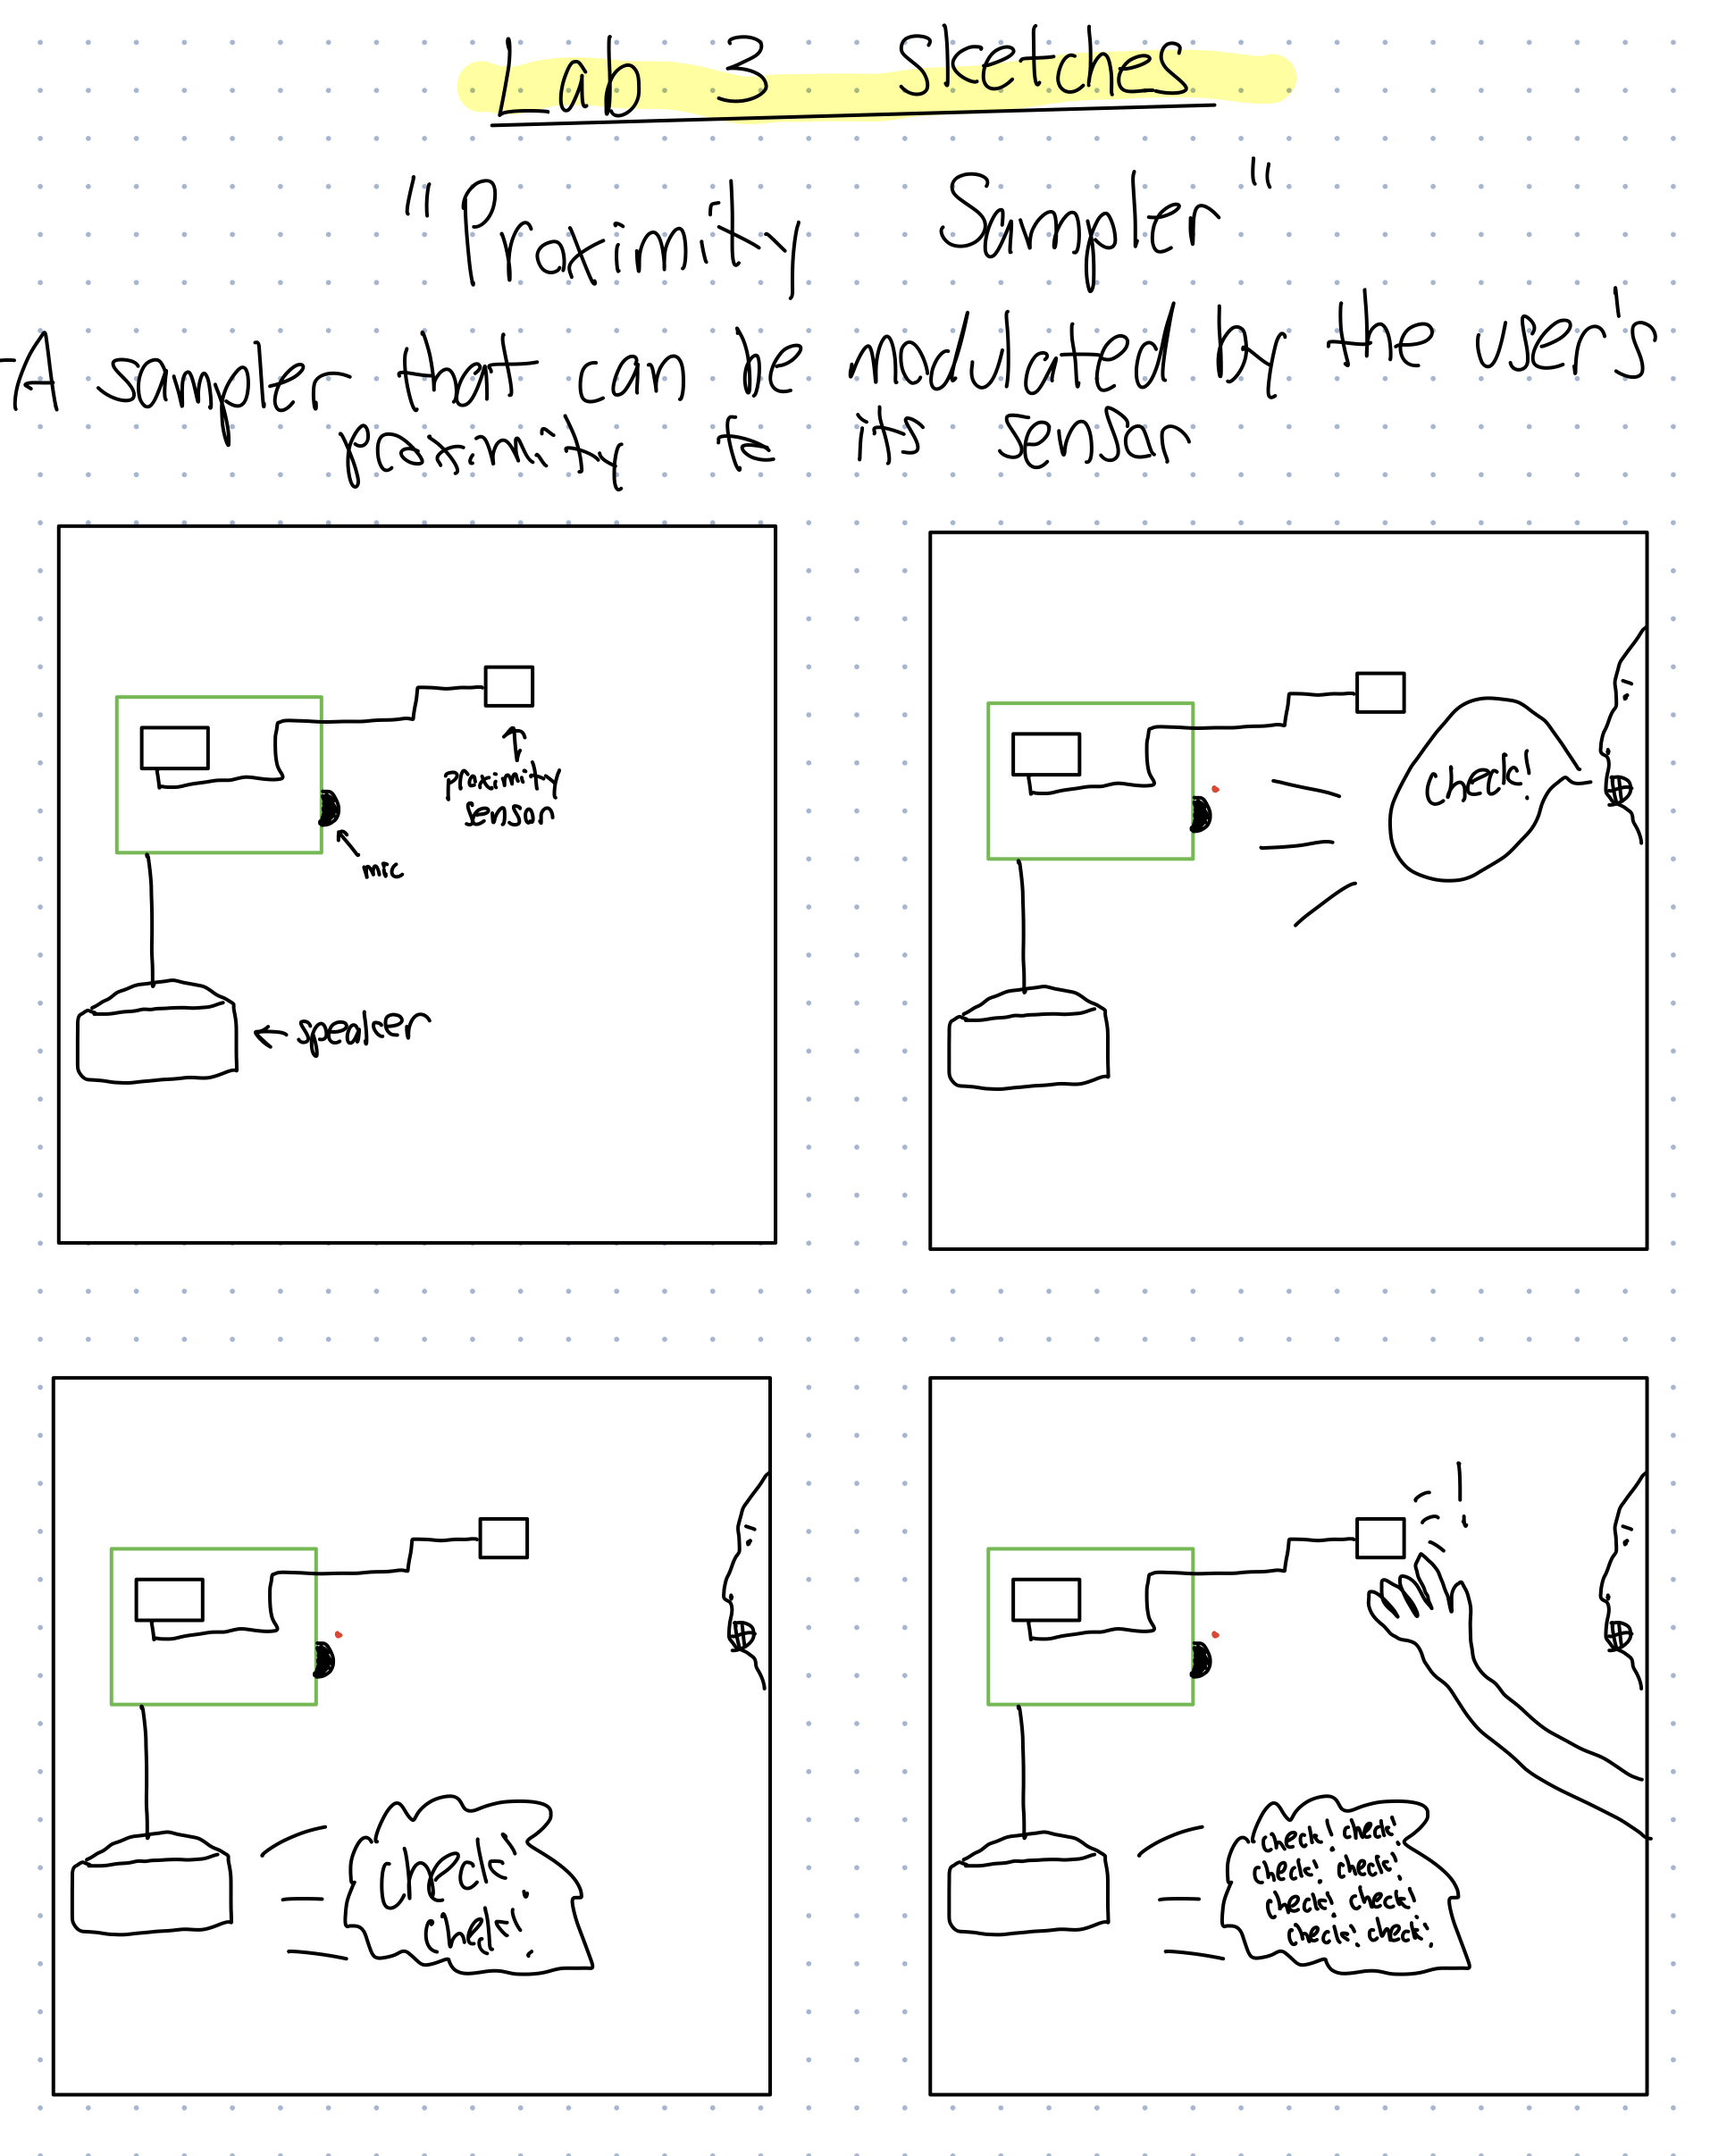 Lab 3 Sketches
"Proximity Sampler"
- A sampler that can be modulated by the user's
proximity to its sensor
proximity
sensor
mic
speaker
check!
check!
check!
check! check!
check! check!
check! check!
check! check!